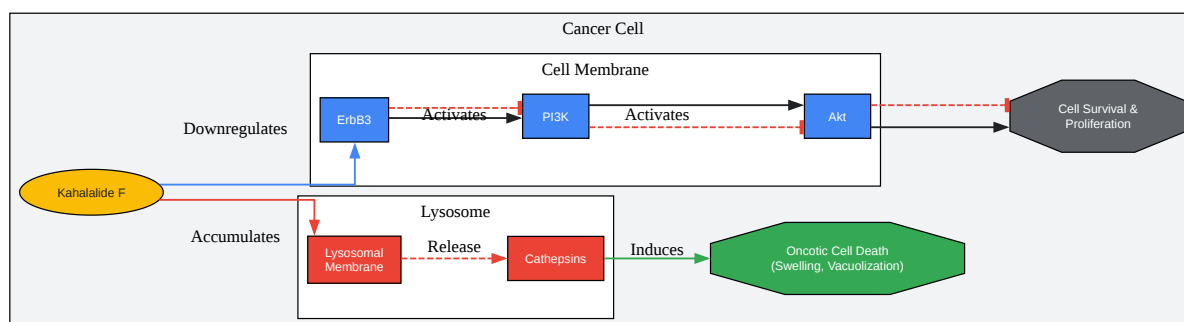 Cancer Cell
Cell Membrane
ErbB3
Activates
PI3K
Activates
Akt
Cell Survival &
Proliferation
Downregulates
Kahalalide F
Accumulates
Lysosome
Lysosomal
Membrane
Release
Cathepsins
Induces
Oncotic Cell Death
(Swelling, Vacuolization)